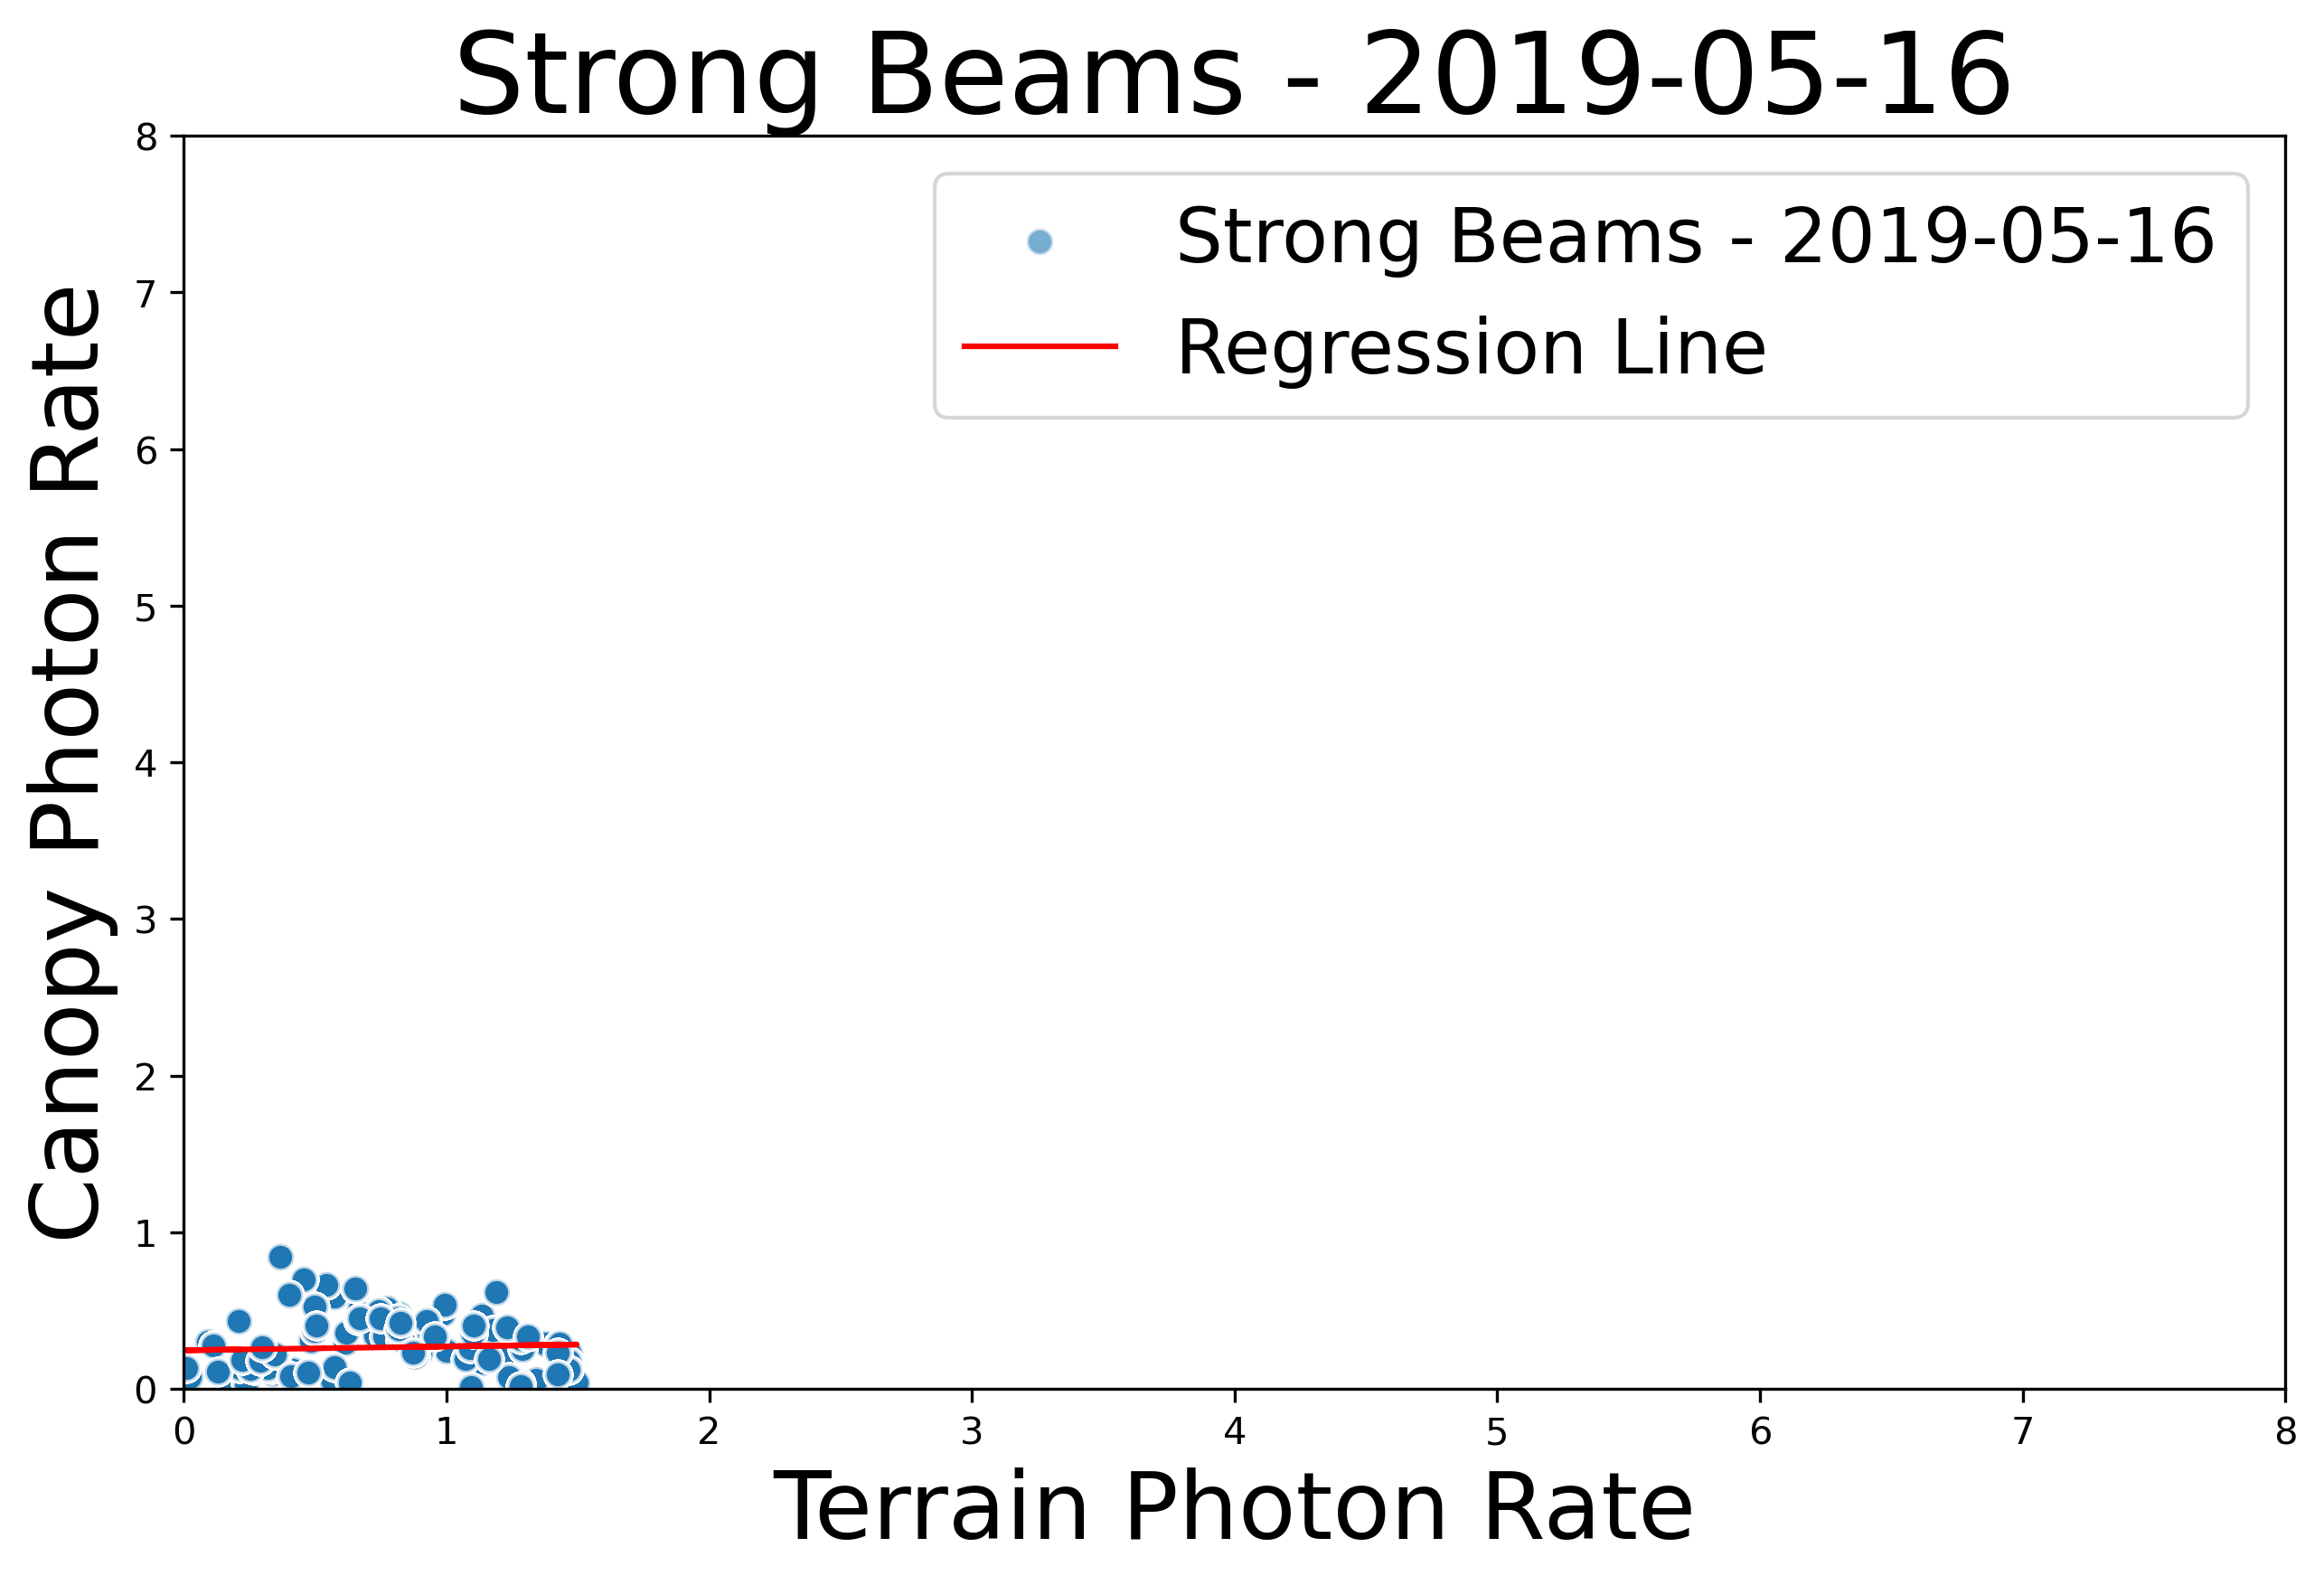 Strong Beams - 2019-05-16
Strong Beams - 2019-05-16
Regression Line
Canopy Photon Rate
8
7
6
5
4
3
2
1
0
0 1 2 3 4 5 6 7 8
Terrain Photon Rate